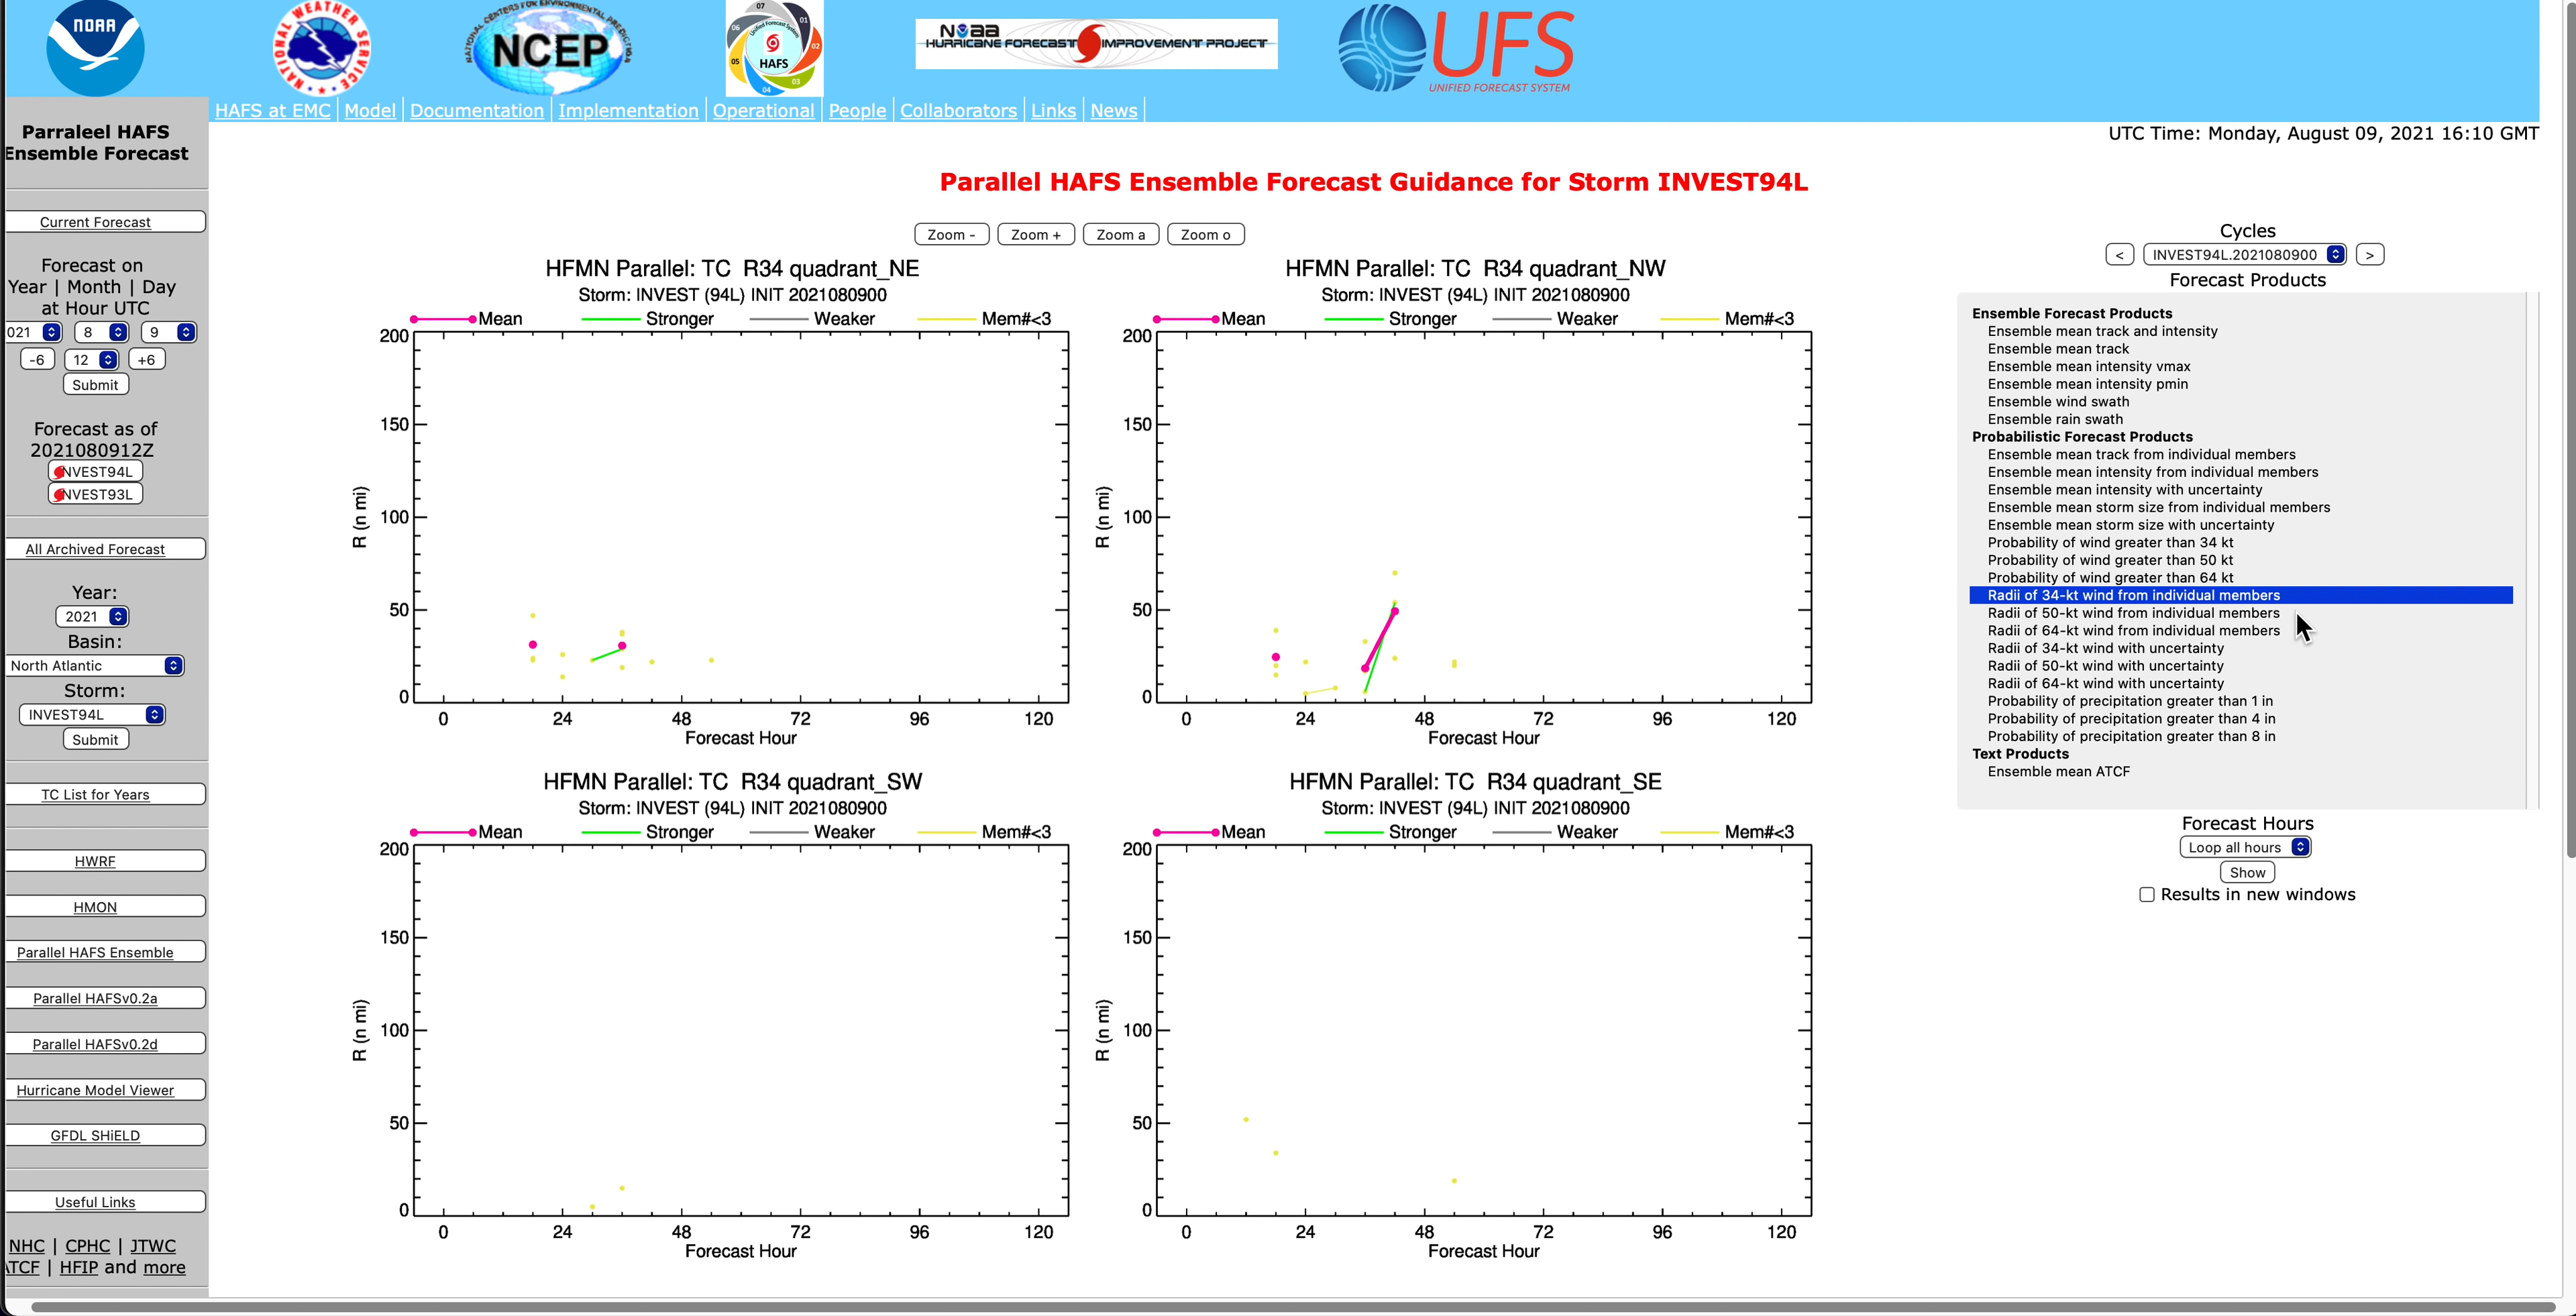 NOAA
NATIONAL WEATHER SERVICE
NATIONAL CENTERS FOR ENVIRONMENTAL PREDICTION
NCEP
07
01
06
02
HAFS
05
03
04
NOAA
HURRICANE FORECAST IMPROVEMENT PROJECT
UFS
UNIFIED FORECAST SYSTEM
HAFS at EMC | Model | Documentation | Implementation | Operational | People | Collaborators | Links | News |
UTC Time: Monday, August 09, 2021 16:10 GMT
Parraleel HAFS
Ensemble Forecast
Current Forecast
Forecast on
Year | Month | Day
at Hour UTC
021 8 9
-6 12 +6
Submit
Forecast as of
2021080912Z
NVEST94L
NVEST93L
All Archived Forecast
Year:
2021
Basin:
North Atlantic
Storm:
INVEST94L
Submit
TC List for Years
HWRF
HMON
Parallel HAFS Ensemble
Parallel HAFSv0.2a
Parallel HAFSv0.2d
Hurricane Model Viewer
GFDL SHiELD
Useful Links
NHC | CPHC | JTWC
ATCF | HFIP and more
Parallel HAFS Ensemble Forecast Guidance for Storm INVEST94L
Zoom - Zoom + Zoom a Zoom o
HFMN Parallel: TC R34 quadrant_NE
Storm: INVEST (94L) INIT 2021080900
Mean Stronger Weaker Mem#<3
200
150
100
50
0
R (n mi)
0 24 48 72 96 120
Forecast Hour
HFMN Parallel: TC R34 quadrant_NW
Storm: INVEST (94L) INIT 2021080900
Mean Stronger Weaker Mem#<3
200
150
100
50
0
R (n mi)
0 24 48 72 96 120
Forecast Hour
HFMN Parallel: TC R34 quadrant_SW
Storm: INVEST (94L) INIT 2021080900
Mean Stronger Weaker Mem#<3
200
150
100
50
0
R (n mi)
0 24 48 72 96 120
Forecast Hour
HFMN Parallel: TC R34 quadrant_SE
Storm: INVEST (94L) INIT 2021080900
Mean Stronger Weaker Mem#<3
200
150
100
50
0
R (n mi)
0 24 48 72 96 120
Forecast Hour
Cycles
< INVEST94L.2021080900 >
Forecast Products
Ensemble Forecast Products
Ensemble mean track and intensity
Ensemble mean track
Ensemble mean intensity vmax
Ensemble mean intensity pmin
Ensemble wind swath
Ensemble rain swath
Probabilistic Forecast Products
Ensemble mean track from individual members
Ensemble mean intensity from individual members
Ensemble mean intensity with uncertainty
Ensemble mean storm size from individual members
Ensemble mean storm size with uncertainty
Probability of wind greater than 34 kt
Probability of wind greater than 50 kt
Probability of wind greater than 64 kt
Radii of 34-kt wind from individual members
Radii of 50-kt wind from individual members
Radii of 64-kt wind from individual members
Radii of 34-kt wind with uncertainty
Radii of 50-kt wind with uncertainty
Radii of 64-kt wind with uncertainty
Probability of precipitation greater than 1 in
Probability of precipitation greater than 4 in
Probability of precipitation greater than 8 in
Text Products
Ensemble mean ATCF
Forecast Hours
Loop all hours
Show
Results in new windows